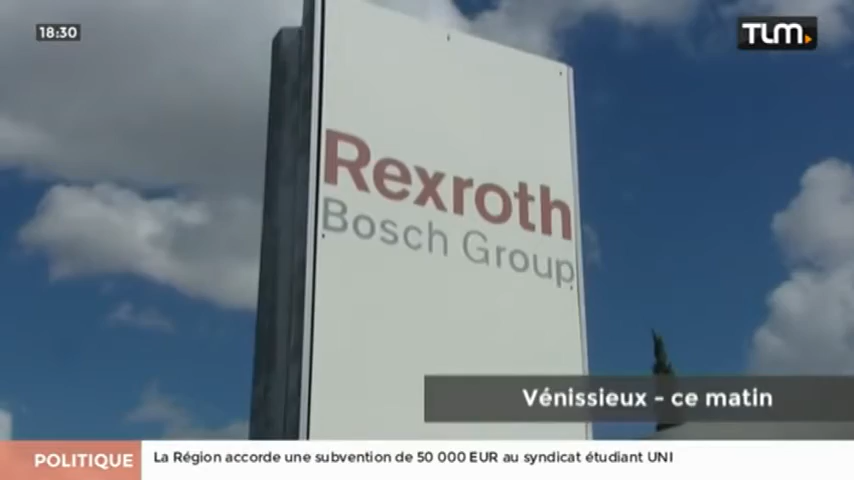 18:30
TLM
Rexroth
Bosch Group
Vénissieux - ce matin
POLITIQUE
La Région accorde une subvention de 50 000 EUR au syndicat étudiant UNI